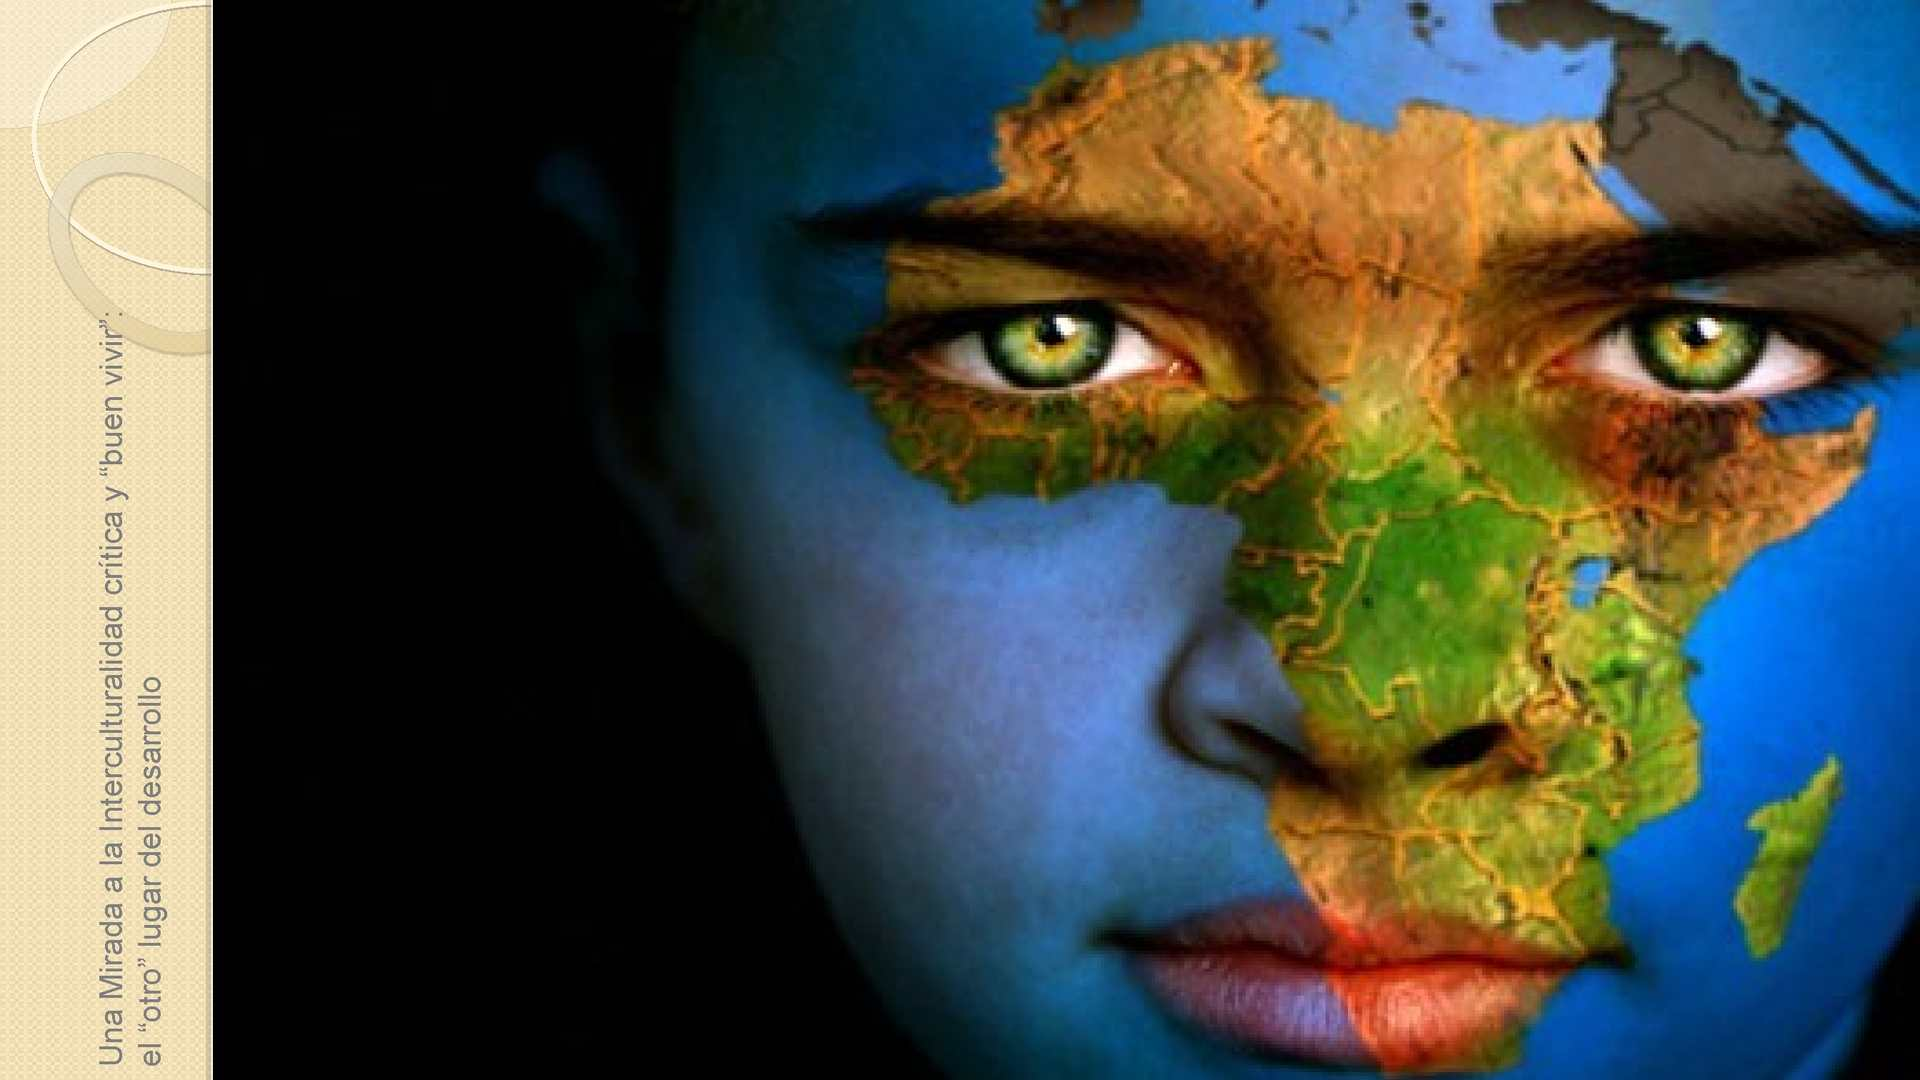 Una Mirada a la Interculturalidad crítica y “buen vivir”:
el “otro” lugar del desarrollo